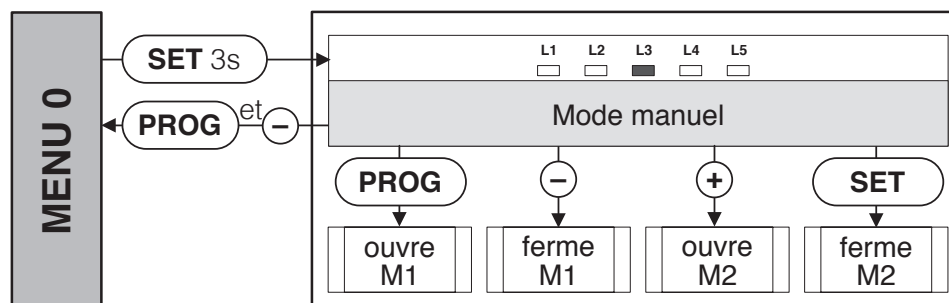 MENU 0
SET 3s
PROG et −
L1 L2 L3 L4 L5
Mode manuel
PROG − + SET
ouvre M1
ferme M1
ouvre M2
ferme M2